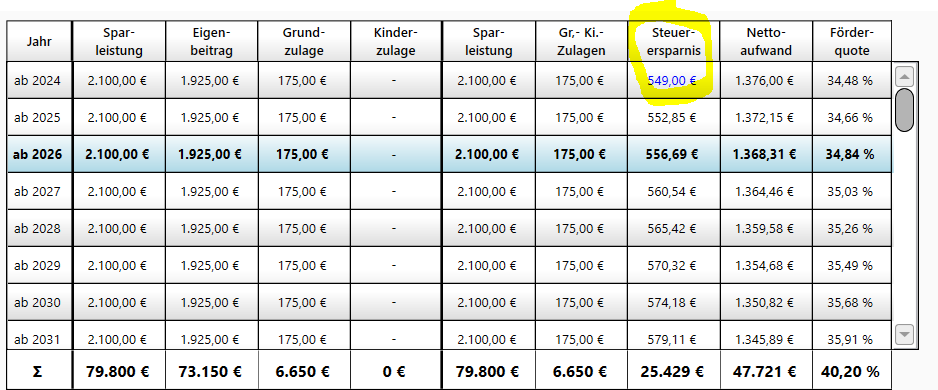 Jahr Spar-leistung Eigen-beitrag Grund-zulage Kinder-zulage Spar-leistung Gr,- Ki.-Zulagen Steuer-ersparnis Netto-aufwand Förder-quote
ab 2024 2.100,00 € 1.925,00 € 175,00 € - 2.100,00 € 175,00 € 549,00 € 1.376,00 € 34,48 %
ab 2025 2.100,00 € 1.925,00 € 175,00 € - 2.100,00 € 175,00 € 552,85 € 1.372,15 € 34,66 %
ab 2026 2.100,00 € 1.925,00 € 175,00 € - 2.100,00 € 175,00 € 556,69 € 1.368,31 € 34,84 %
ab 2027 2.100,00 € 1.925,00 € 175,00 € - 2.100,00 € 175,00 € 560,54 € 1.364,46 € 35,03 %
ab 2028 2.100,00 € 1.925,00 € 175,00 € - 2.100,00 € 175,00 € 565,42 € 1.359,58 € 35,26 %
ab 2029 2.100,00 € 1.925,00 € 175,00 € - 2.100,00 € 175,00 € 570,32 € 1.354,68 € 35,49 %
ab 2030 2.100,00 € 1.925,00 € 175,00 € - 2.100,00 € 175,00 € 574,18 € 1.350,82 € 35,68 %
ab 2031 2.100,00 € 1.925,00 € 175,00 € - 2.100,00 € 175,00 € 579,11 € 1.345,89 € 35,91 %
Σ 79.800 € 73.150 € 6.650 € 0 € 79.800 € 6.650 € 25.429 € 47.721 € 40,20 %